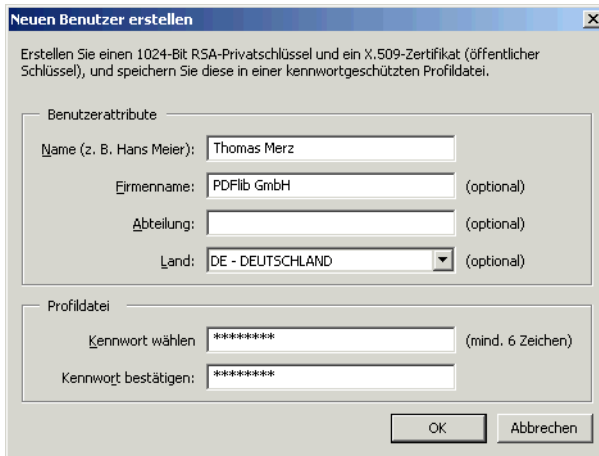 Neuen Benutzer erstellen
Erstellen Sie einen 1024-Bit RSA-Privatschlüssel und ein X.509-Zertifikat (öffentlicher
Schlüssel), und speichern Sie diese in einer kennwortgeschützten Profildatei.
Benutzerattribute
Name (z. B. Hans Meier): Thomas Merz
Firmenname: PDFlib GmbH (optional)
Abteilung: (optional)
Land: DE - DEUTSCHLAND (optional)
Profildatei
Kennwort wählen ******** (mind. 6 Zeichen)
Kennwort bestätigen: ********
OK Abbrechen